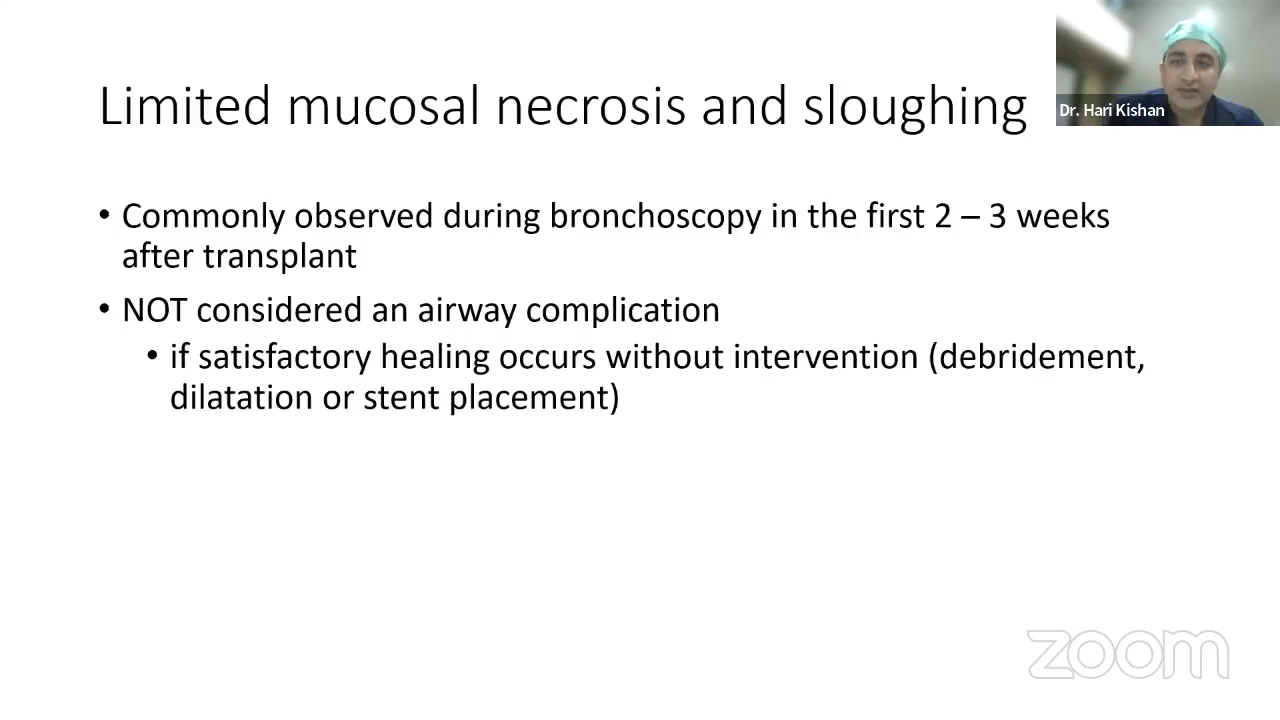 Limited mucosal necrosis and sloughing
Dr. Hari Kishan
• Commonly observed during bronchoscopy in the first 2 – 3 weeks
after transplant
• NOT considered an airway complication
• if satisfactory healing occurs without intervention (debridement,
dilatation or stent placement)
zoom